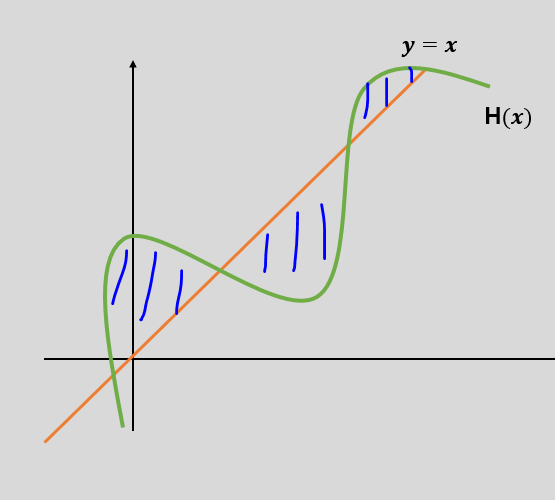 y = x
H(x)